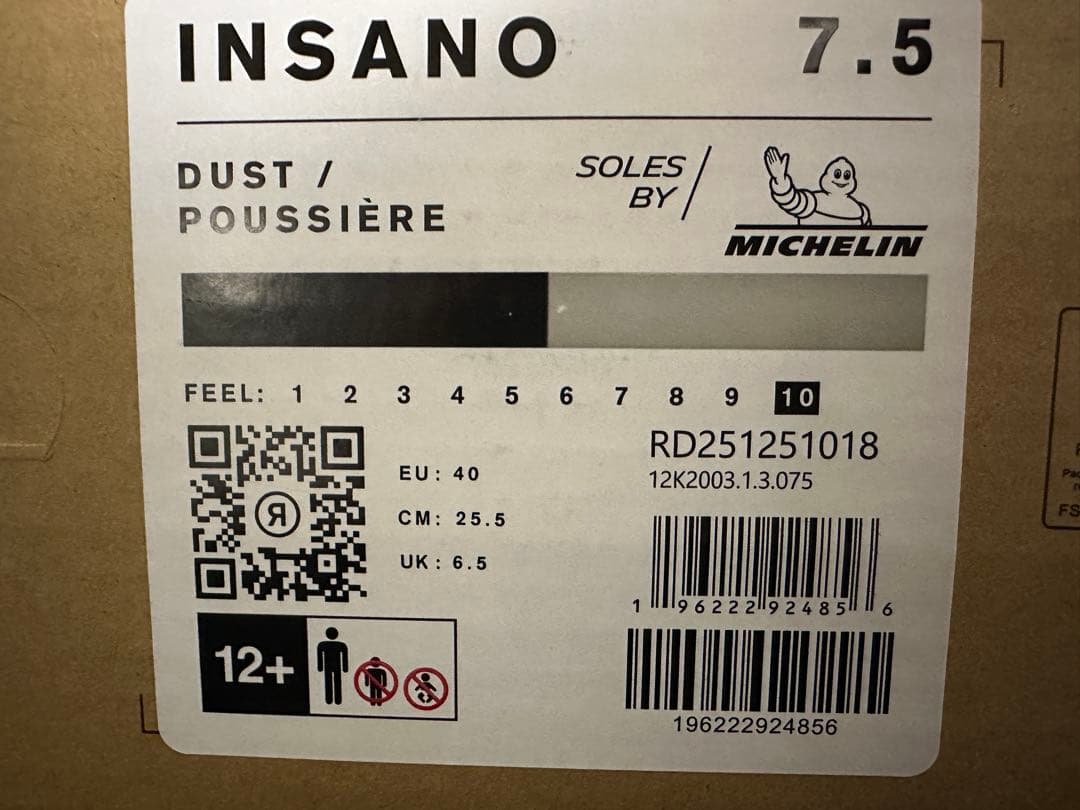 INSANO 7.5
DUST /
POUSSIÈRE
SOLES
BY
MICHELIN
FEEL: 1 2 3 4 5 6 7 8 9 10
EU: 40
CM: 25.5
UK: 6.5
RD251251018
12K2003.1.3.075
1 96222 92485 6
196222924856
12+
FS